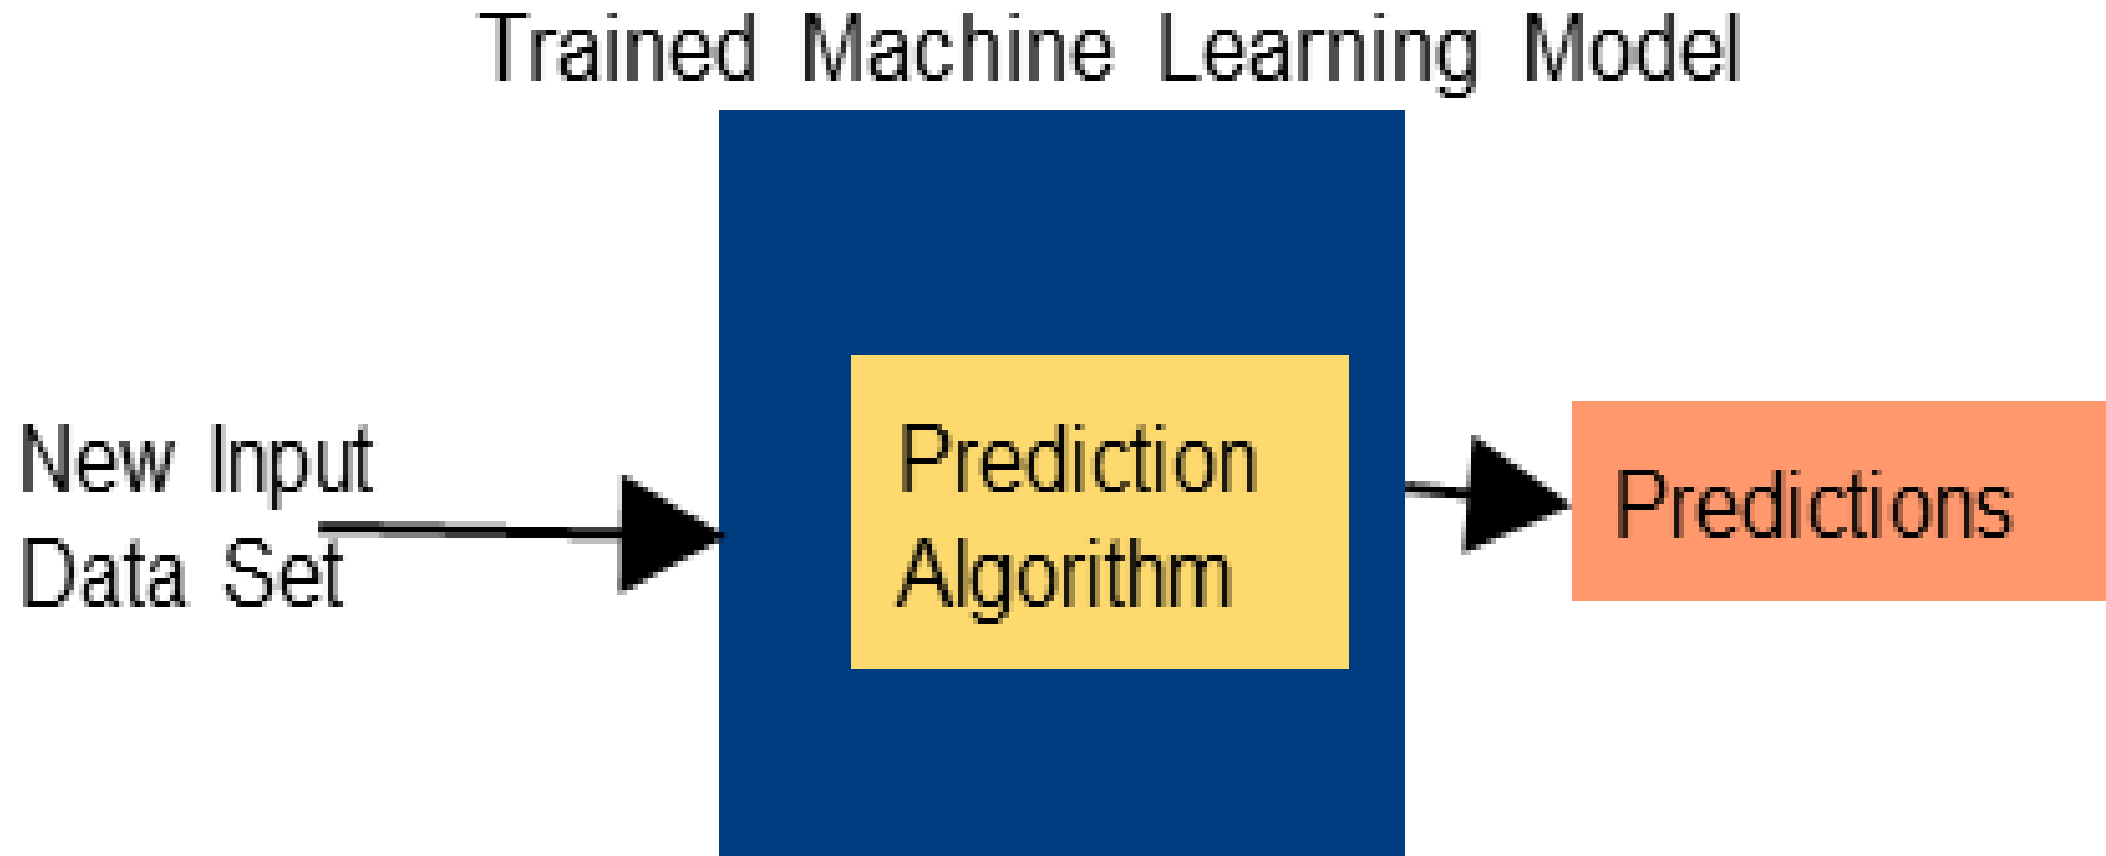 Trained Machine Learning Model
New Input
Data Set
Prediction
Algorithm
Predictions